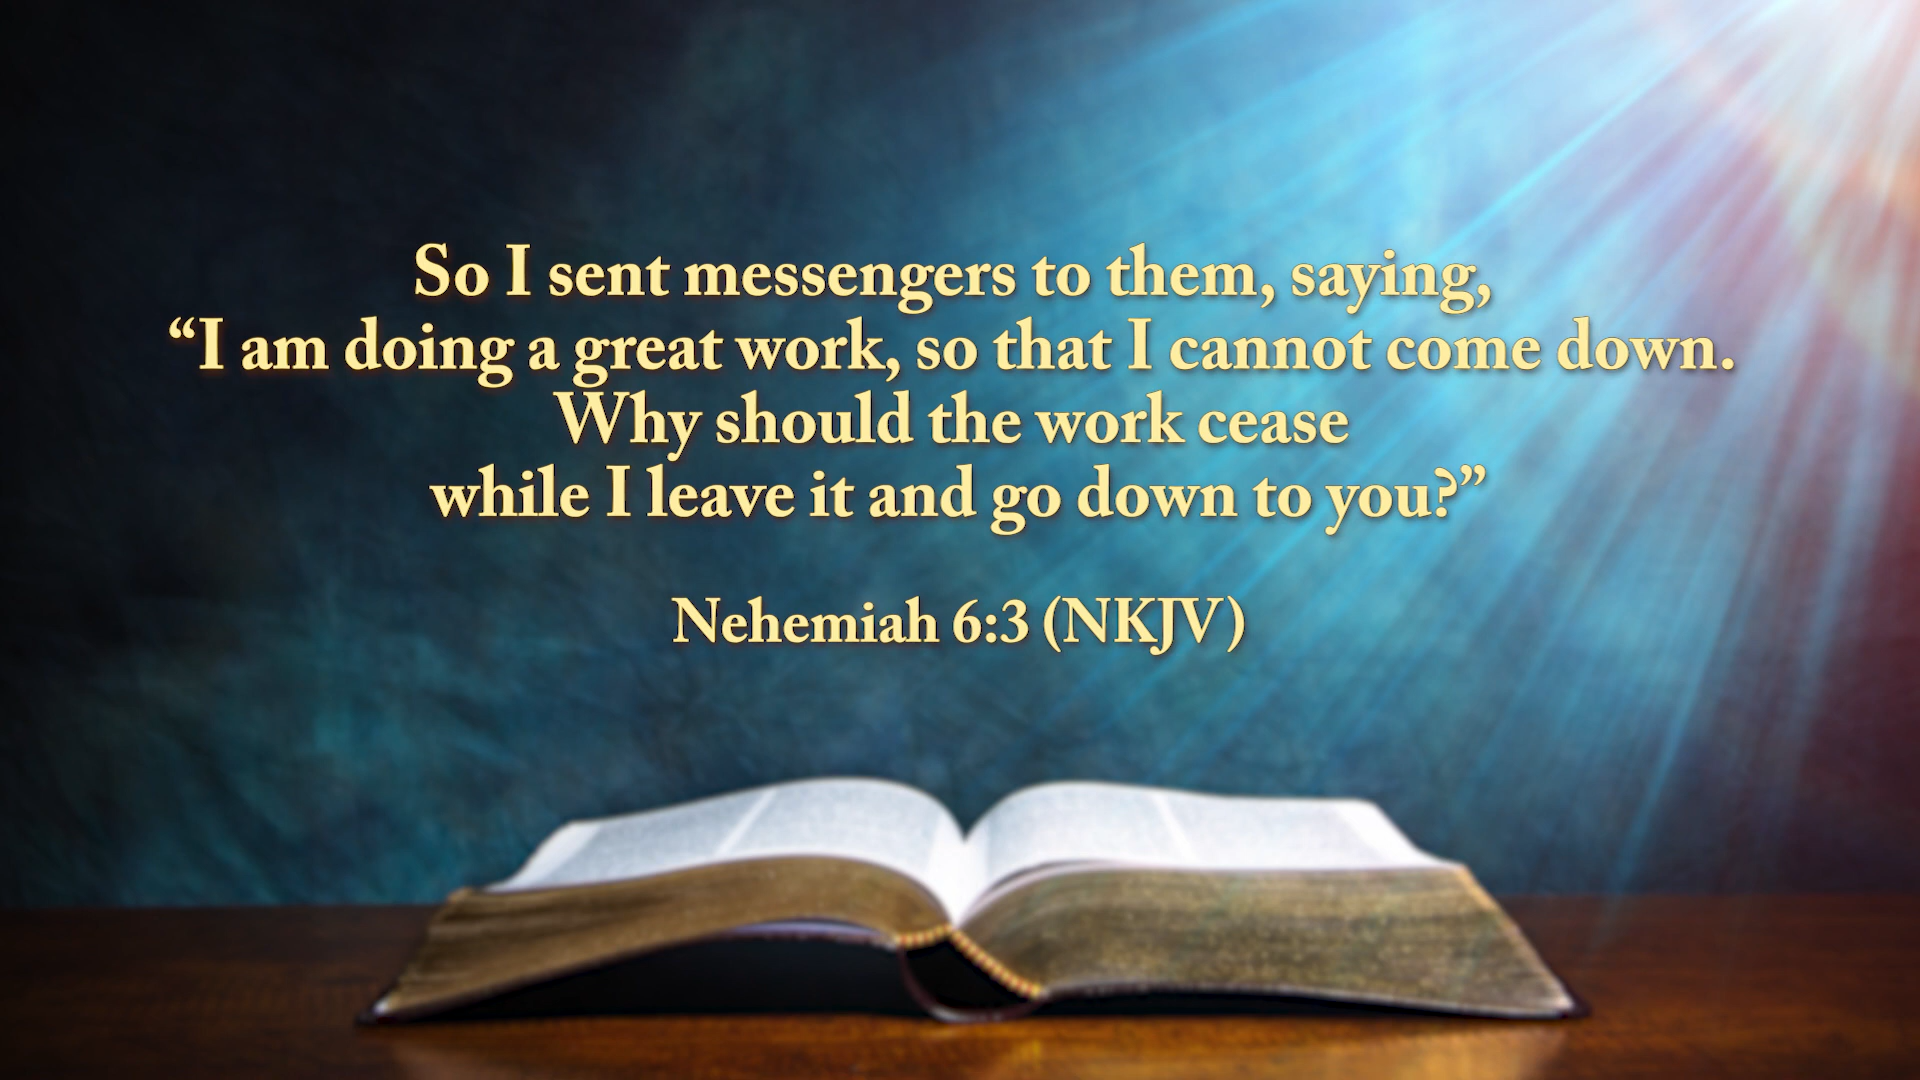 So I sent messengers to them, saying,
“I am doing a great work, so that I cannot come down.
Why should the work cease
while I leave it and go down to you?”
Nehemiah 6:3 (NKJV)